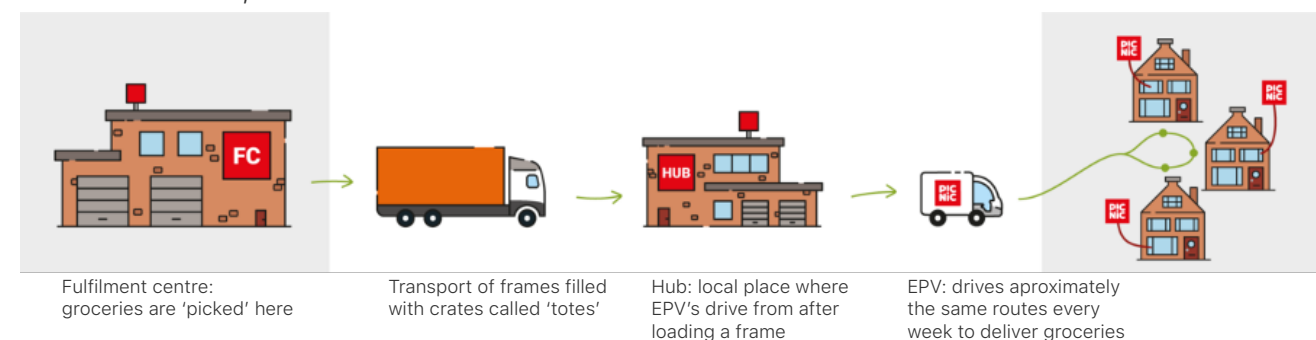 FC
HUB
PIC
NIC
PIC
NIC
PIC
NIC
PIC
NIC
Fulfilment centre:
groceries are ‘picked’ here
Transport of frames filled
with crates called ‘totes’
Hub: local place where
EPV's drive from after
loading a frame
EPV: drives aproximately
the same routes every
week to deliver groceries